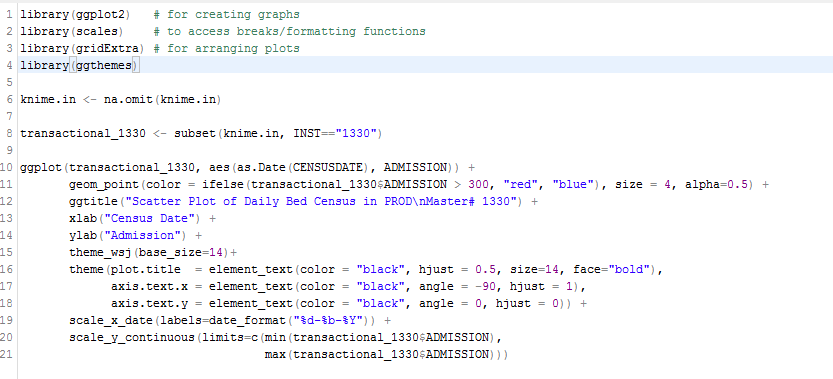 1 library(ggplot2)   # for creating graphs
2 library(scales)    # to access breaks/formatting functions
3 library(gridExtra) # for arranging plots
4 library(ggthemes)
5
6 knime.in <- na.omit(knime.in)
7
8 transactional_1330 <- subset(knime.in, INST=="1330")
9
10 ggplot(transactional_1330, aes(as.Date(CENSUSDATE), ADMISSION)) +
11        geom_point(color = ifelse(transactional_1330$ADMISSION > 300, "red", "blue"), size = 4, alpha=0.5) +
12        ggtitle("Scatter Plot of Daily Bed Census in PROD\nMaster# 1330") +
13        xlab("Census Date") +
14        ylab("Admission") +
15        theme_wsj(base_size=14)+
16        theme(plot.title  = element_text(color = "black", hjust = 0.5, size=14, face="bold"),
17              axis.text.x = element_text(color = "black", angle = -90, hjust = 1),
18              axis.text.y = element_text(color = "black", angle = 0, hjust = 0)) +
19        scale_x_date(labels=date_format("%d-%b-%Y")) +
20        scale_y_continuous(limits=c(min(transactional_1330$ADMISSION),
21                                    max(transactional_1330$ADMISSION)))